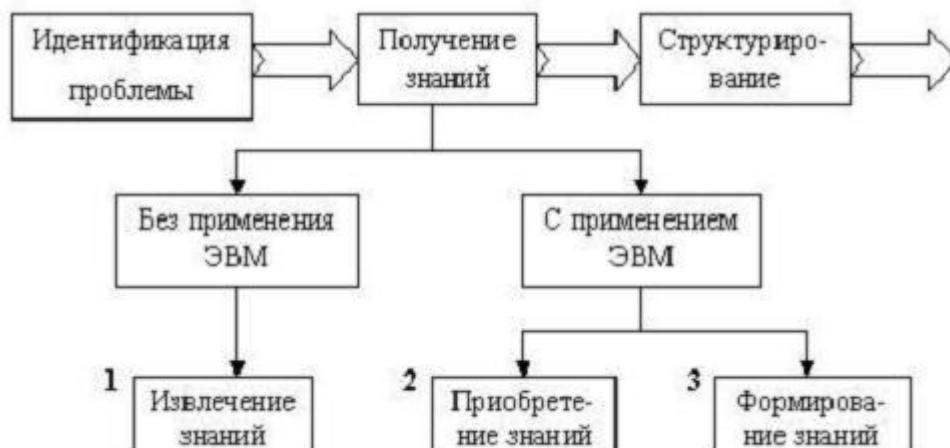 Идентификация
проблемы
Получение
знаний
Структуриро-
вание
Без применения
ЭВМ
С применением
ЭВМ
1
Извлечение
знаний
2
Приобрете-
ние знаний
3
Формирова-
ние знаний